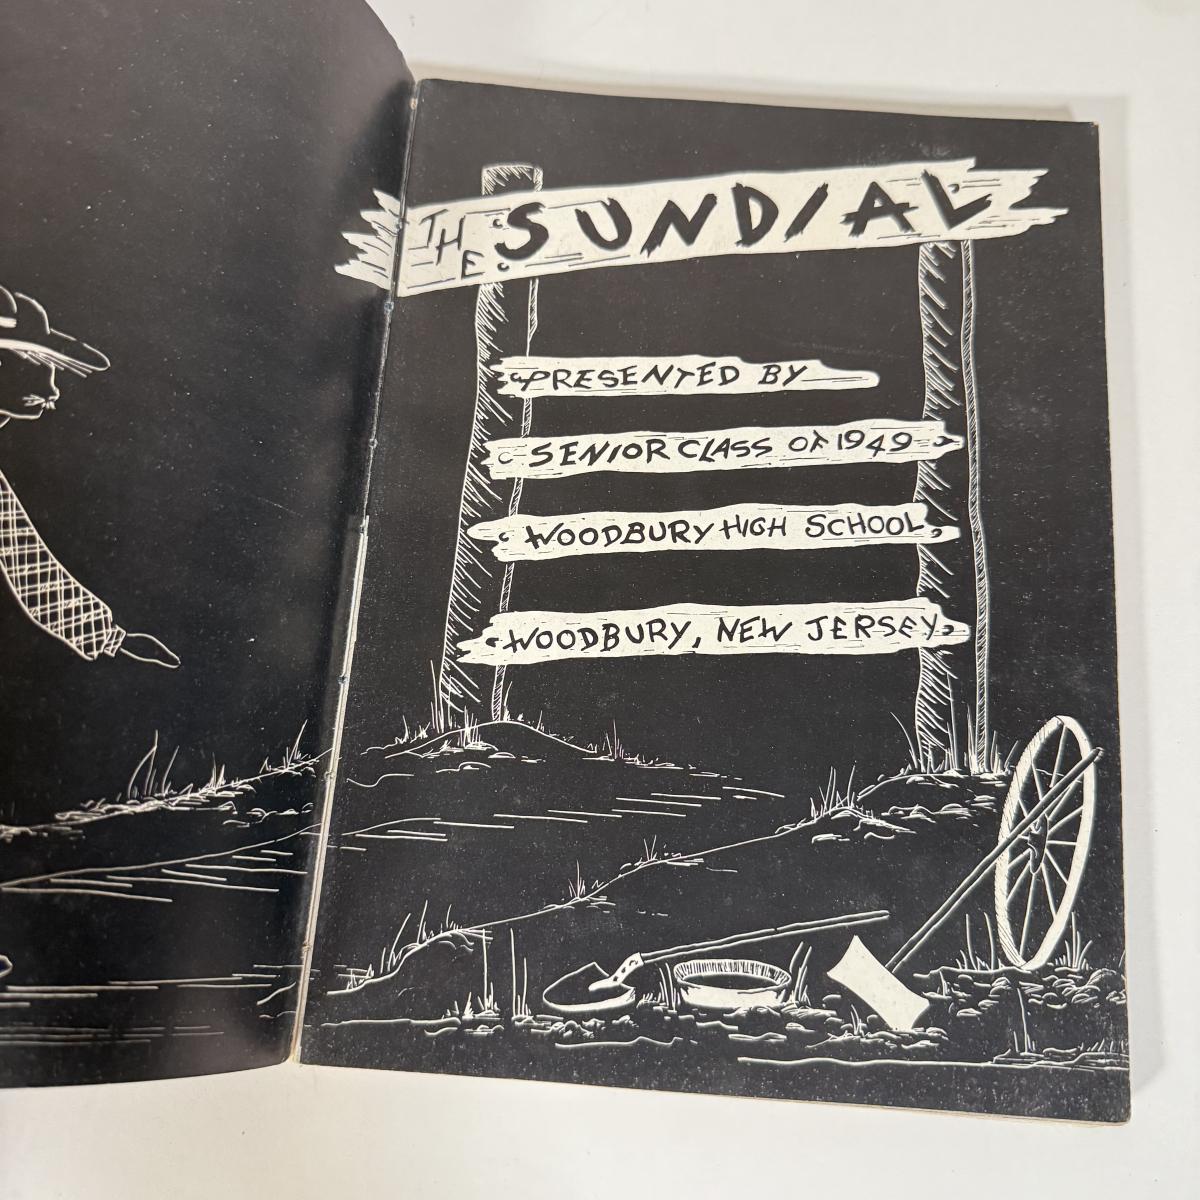 THE SUNDIAL
PRESENTED BY
SENIOR CLASS OF 1949
WOODBURY HIGH SCHOOL,
WOODBURY, NEW JERSEY